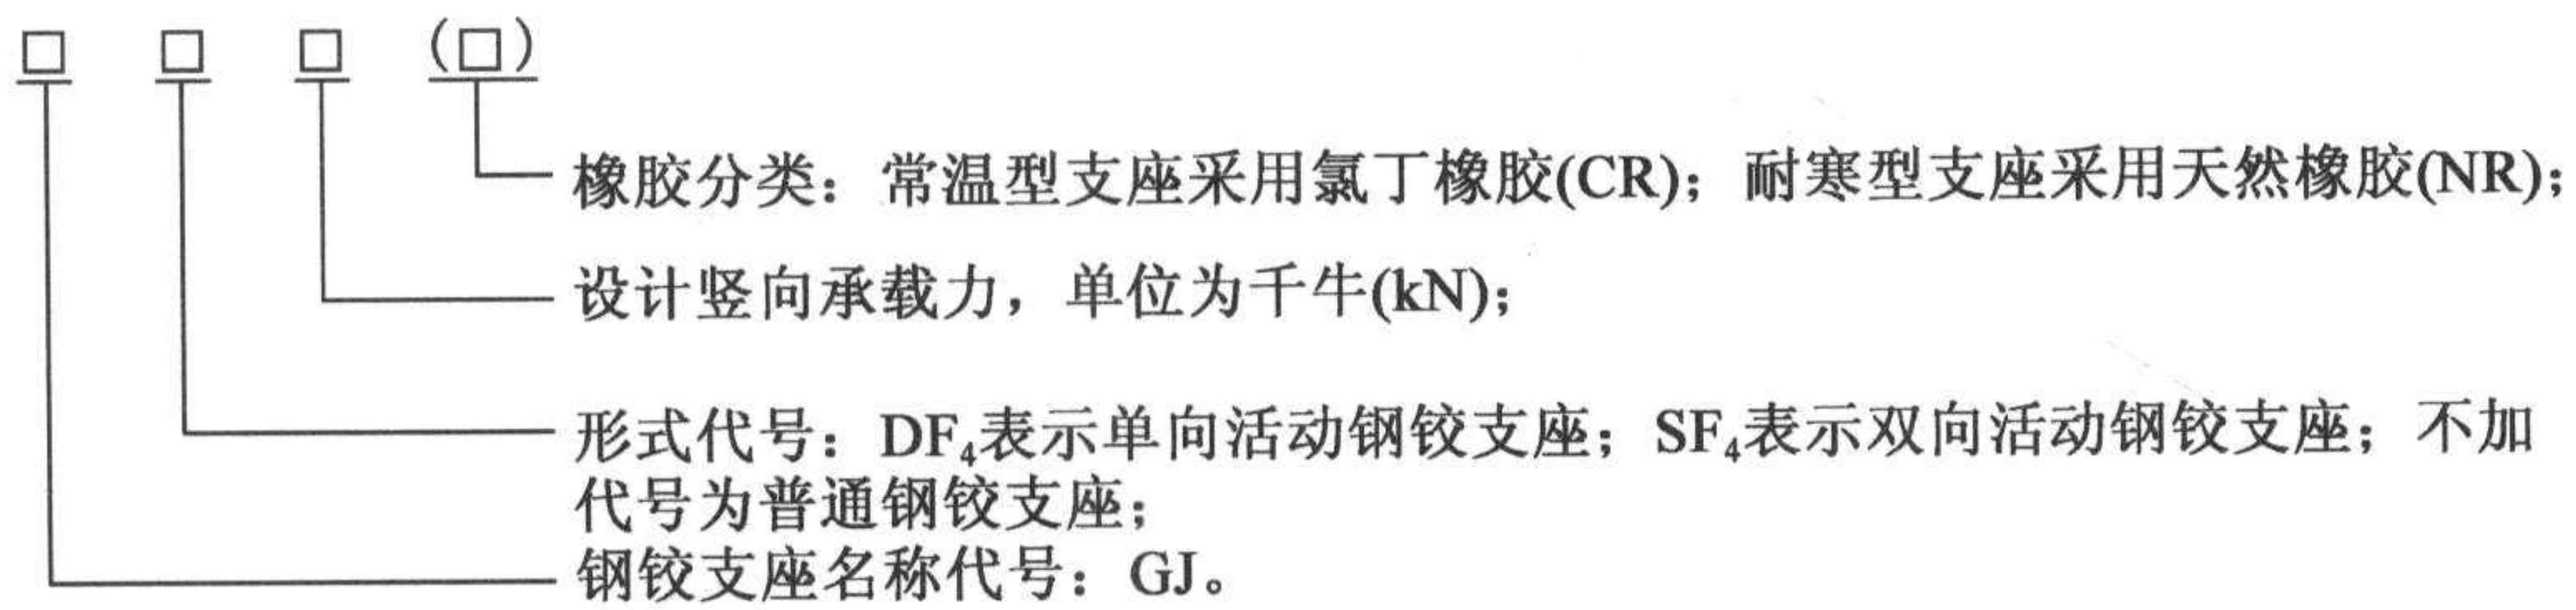 □ □ □ (□)
橡胶分类：常温型支座采用氯丁橡胶(CR)；耐寒型支座采用天然橡胶(NR)；
设计竖向承载力，单位为千牛(kN)；
形式代号：DF₄表示单向活动钢铰支座；SF₄表示双向活动钢铰支座；不加
代号为普通钢铰支座；
钢铰支座名称代号：GJ。